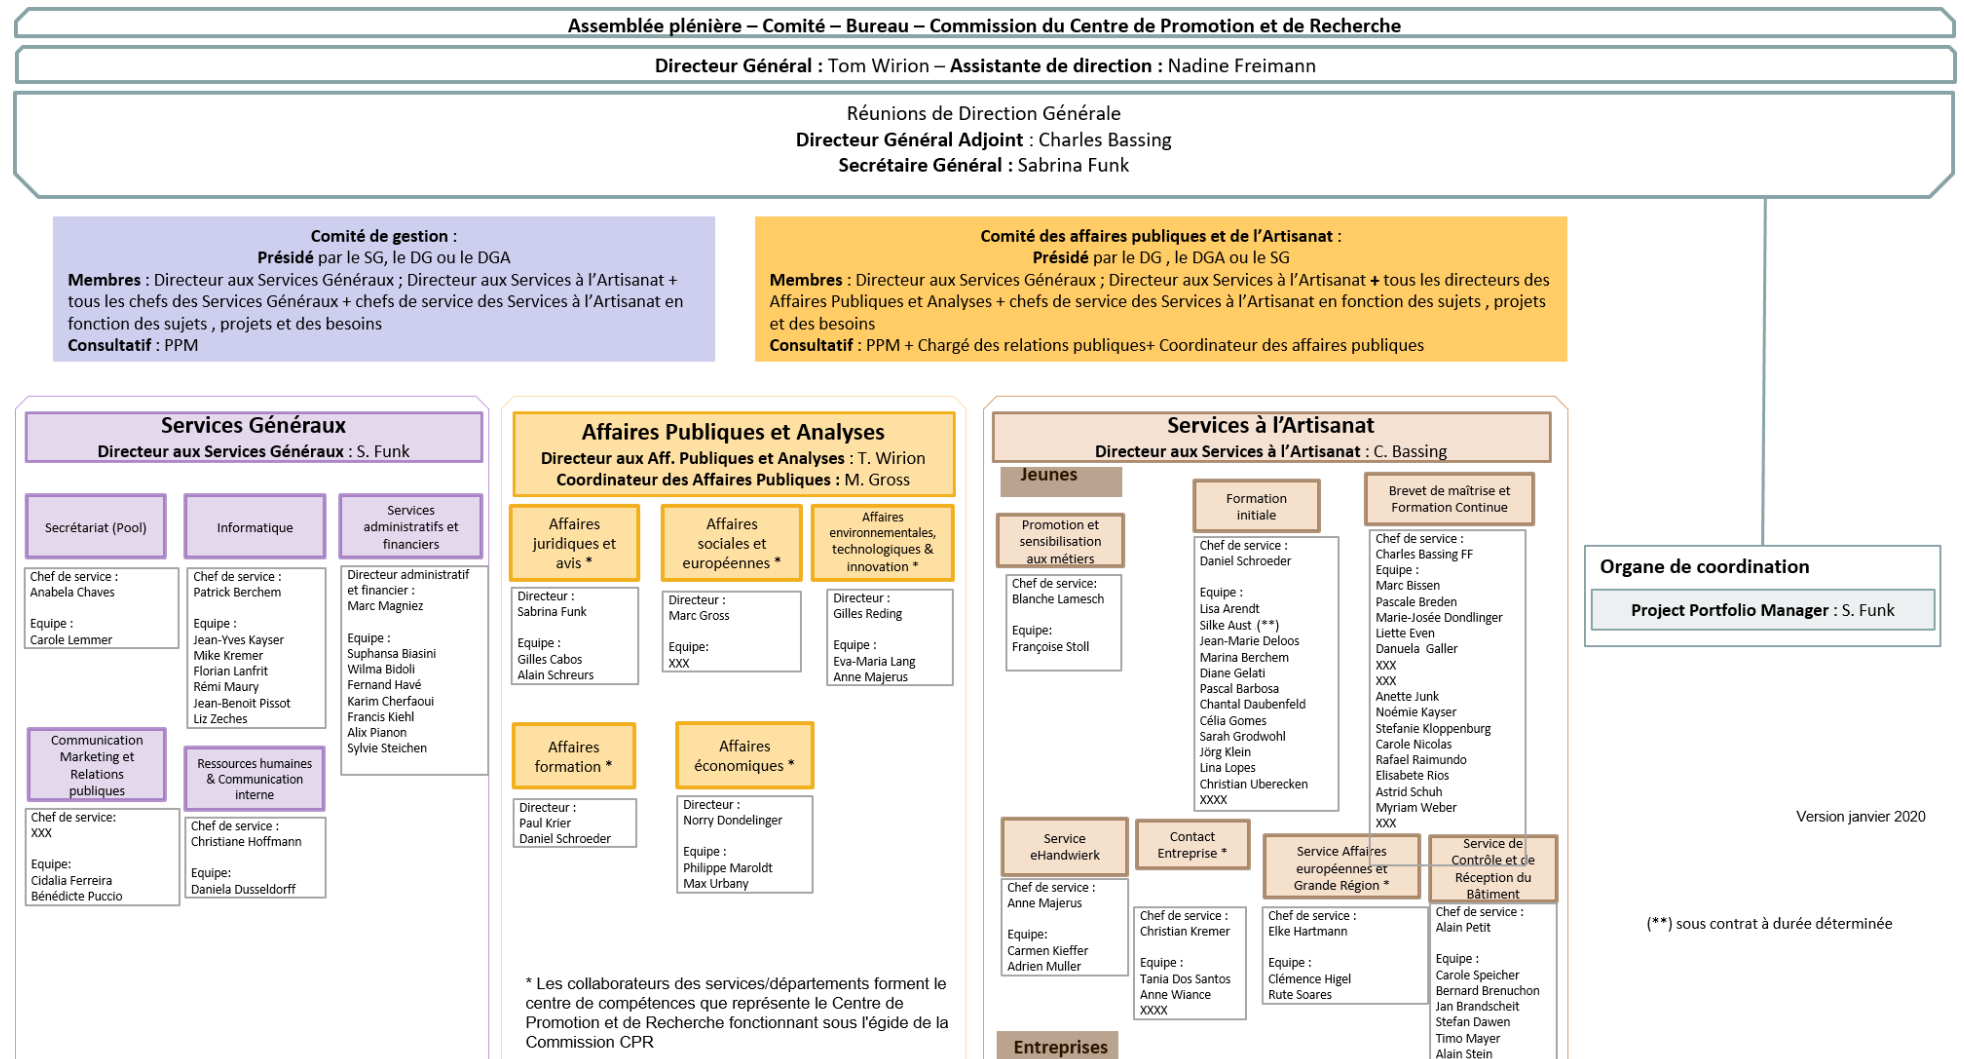 Assemblée plénière – Comité – Bureau – Commission du Centre de Promotion et de Recherche
Directeur Général : Tom Wirion – Assistante de direction : Nadine Freimann
Réunions de Direction Générale
Directeur Général Adjoint : Charles Bassing
Secrétaire Général : Sabrina Funk
Comité de gestion :
Présidé par le SG, le DG ou le DGA
Membres : Directeur aux Services Généraux ; Directeur aux Services à l’Artisanat +
tous les chefs des Services Généraux + chefs de service des Services à l’Artisanat en
fonction des sujets , projets et des besoins
Consultatif : PPM
Comité des affaires publiques et de l’Artisanat :
Présidé par le DG , le DGA ou le SG
Membres : Directeur aux Services Généraux ; Directeur aux Services à l’Artisanat + tous les directeurs des
Affaires Publiques et Analyses + chefs de service des Services à l’Artisanat en fonction des sujets , projets
et des besoins
Consultatif : PPM + Chargé des relations publiques+ Coordinateur des affaires publiques
Services Généraux
Directeur aux Services Généraux : S. Funk
Secrétariat (Pool)
Chef de service :
Anabela Chaves
Equipe :
Carole Lemmer
Informatique
Chef de service :
Patrick Berchem
Equipe :
Jean-Yves Kayser
Mike Kremer
Florian Lanfrit
Rémi Maury
Jean-Benoit Pissot
Liz Zeches
Services
administratifs et
financiers
Directeur administratif
et financier :
Marc Magniez
Equipe :
Suphansa Biasini
Wilma Bidoli
Fernand Havé
Karim Cherfaoui
Francis Kiehl
Alix Pianon
Sylvie Steichen
Communication
Marketing et
Relations
publiques
Chef de service:
XXX
Equipe:
Cidalia Ferreira
Bénédicte Puccio
Ressources humaines
& Communication
interne
Chef de service :
Christiane Hoffmann
Equipe:
Daniela Dusseldorff
Affaires Publiques et Analyses
Directeur aux Aff. Publiques et Analyses : T. Wirion
Coordinateur des Affaires Publiques : M. Gross
Affaires
juridiques et
avis *
Directeur :
Sabrina Funk
Equipe :
Gilles Cabos
Alain Schreurs
Affaires
sociales et
européennes *
Directeur :
Marc Gross
Equipe:
XXX
Affaires
environnementales,
technologiques &
innovation *
Directeur :
Gilles Reding
Equipe :
Eva-Maria Lang
Anne Majerus
Affaires
formation *
Directeur :
Paul Krier
Daniel Schroeder
Affaires
économiques *
Directeur :
Norry Dondelinger
Equipe :
Philippe Maroldt
Max Urbany
* Les collaborateurs des services/départements forment le
centre de compétences que représente le Centre de
Promotion et de Recherche fonctionnant sous l'égide de la
Commission CPR
Services à l’Artisanat
Directeur aux Services à l’Artisanat : C. Bassing
Jeunes
Promotion et
sensibilisation
aux métiers
Chef de service:
Blanche Lamesch
Equipe:
Françoise Stoll
Formation
initiale
Chef de service :
Daniel Schroeder
Equipe :
Lisa Arendt
Silke Aust (**)
Jean-Marie Deloos
Marina Berchem
Diane Gelati
Pascal Barbosa
Chantal Daubenfeld
Célia Gomes
Sarah Grodwohl
Jörg Klein
Lina Lopes
Christian Uberecken
XXXX
Brevet de maîtrise et
Formation Continue
Chef de service :
Charles Bassing FF
Equipe :
Marc Bissen
Pascale Breden
Marie-Josée Dondlinger
Liette Even
Danuela Galler
XXX
XXX
Anette Junk
Noémie Kayser
Stefanie Kloppenburg
Carole Nicolas
Rafael Raimundo
Elisabete Rios
Astrid Schuh
Myriam Weber
XXX
Service
eHandwierk
Chef de service :
Anne Majerus
Equipe:
Carmen Kieffer
Adrien Muller
Contact
Entreprise *
Chef de service :
Christian Kremer
Equipe :
Tania Dos Santos
Anne Wiance
XXXX
Service Affaires
européennes et
Grande Région *
Chef de service :
Elke Hartmann
Equipe :
Clémence Higel
Rute Soares
Service de
Contrôle et de
Réception du
Bâtiment
Chef de service :
Alain Petit
Equipe :
Carole Speicher
Bernard Brenuchon
Jan Brandscheit
Stefan Dawen
Timo Mayer
Alain Stein
Entreprises
Organe de coordination
Project Portfolio Manager : S. Funk
Version janvier 2020
(**) sous contrat à durée déterminée